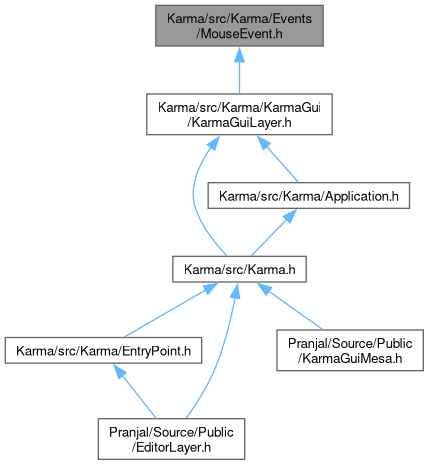 Karma/src/Karma/Events
/MouseEvent.h
Karma/src/Karma/KarmaGui
/KarmaGuiLayer.h
Karma/src/Karma/Application.h
Karma/src/Karma.h
Karma/src/Karma/EntryPoint.h
Pranjal/Source/Public
/KarmaGuiMesa.h
Pranjal/Source/Public
/EditorLayer.h